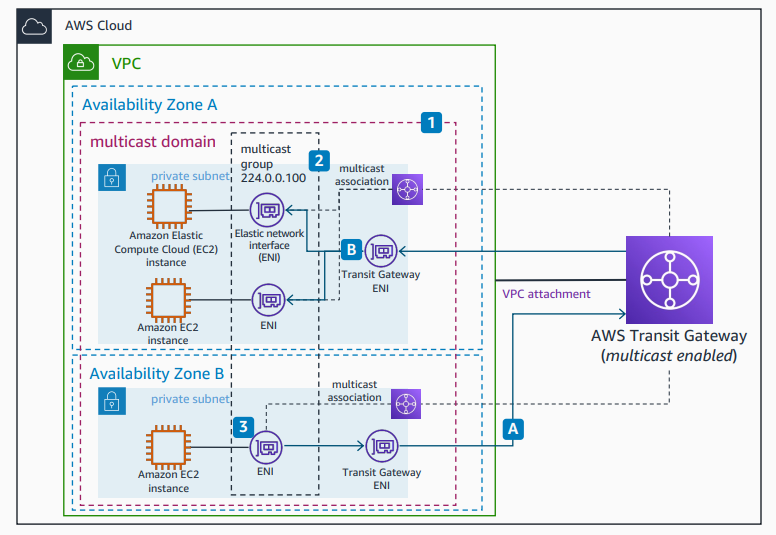 AWS Cloud
VPC
Availability Zone A
1
multicast domain
multicast
group
224.0.0.100
2
private subnet
multicast
association
Amazon Elastic
Compute Cloud (EC2)
instance
Elastic network
interface
(ENI)
B
Transit Gateway
ENI
Amazon EC2
instance
ENI
VPC attachment
AWS Transit Gateway
(multicast enabled)
Availability Zone B
private subnet
multicast
association
3
A
Amazon EC2
instance
ENI
Transit Gateway
ENI